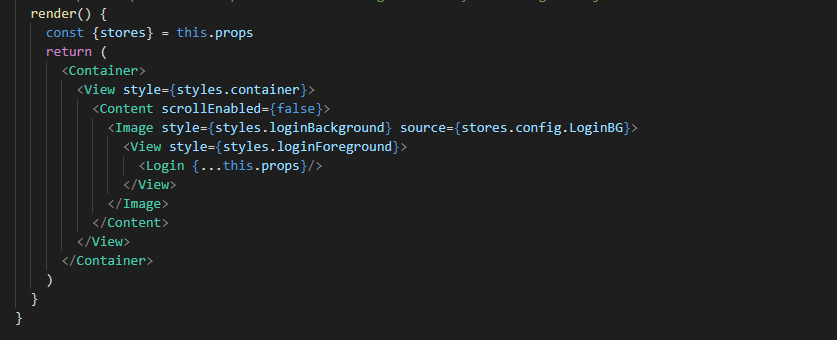 render() {
const {stores} = this.props
return (
<Container>
<View style={styles.container}>
<Content scrollEnabled={false}>
<Image style={styles.loginBackground} source={stores.config.LoginBG}>
<View style={styles.loginForeground}>
<Login {...this.props}/>
</View>
</Image>
</Content>
</View>
</Container>
)
}
}